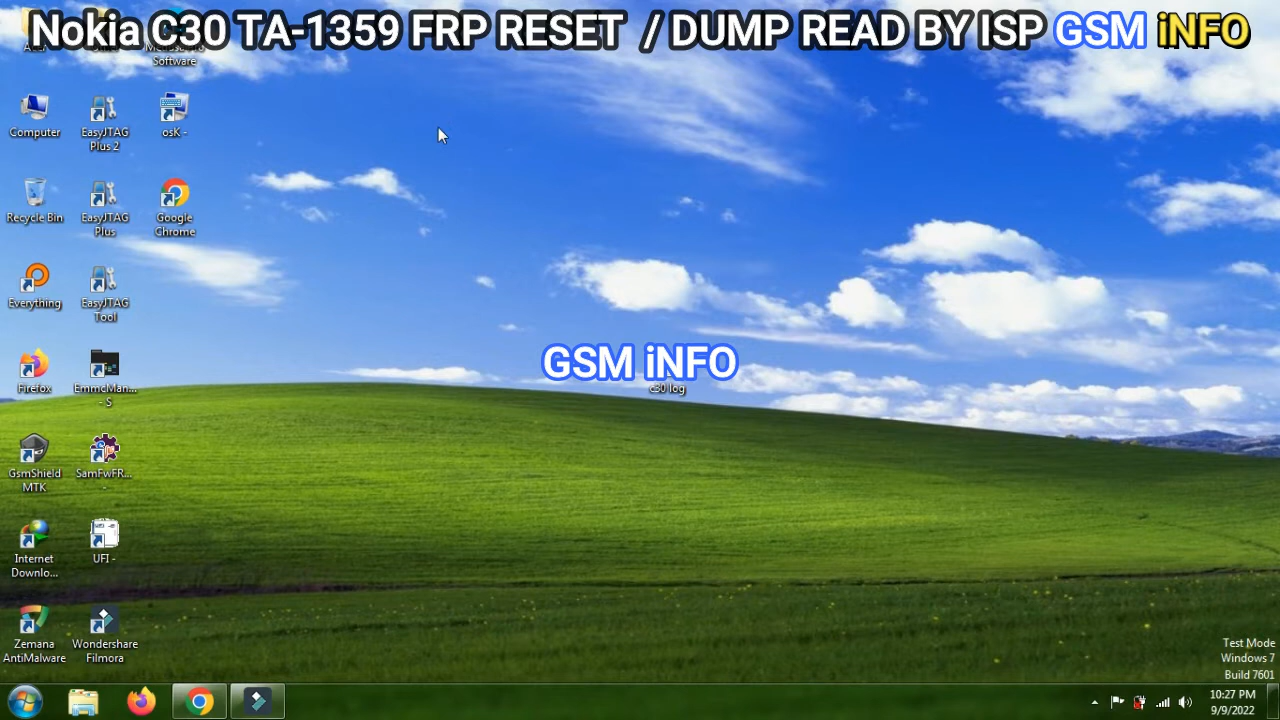 Nokia C30 TA-1359 FRP RESET / DUMP READ BY ISP GSM iNFO
Software
Computer
EasyJTAG
Plus 2
osK -
Recycle Bin
EasyJTAG
Plus
Google
Chrome
Everything
EasyJTAG
Tool
GSM iNFO
c30 log
Firefox
EmmcMan...
- S
GsmShield
MTK
SamFwFR...
-
Internet
Downlo...
UFI -
Zemana
AntiMalware
Wondershare
Filmora
Test Mode
Windows 7
Build 7601
10:27 PM
9/9/2022